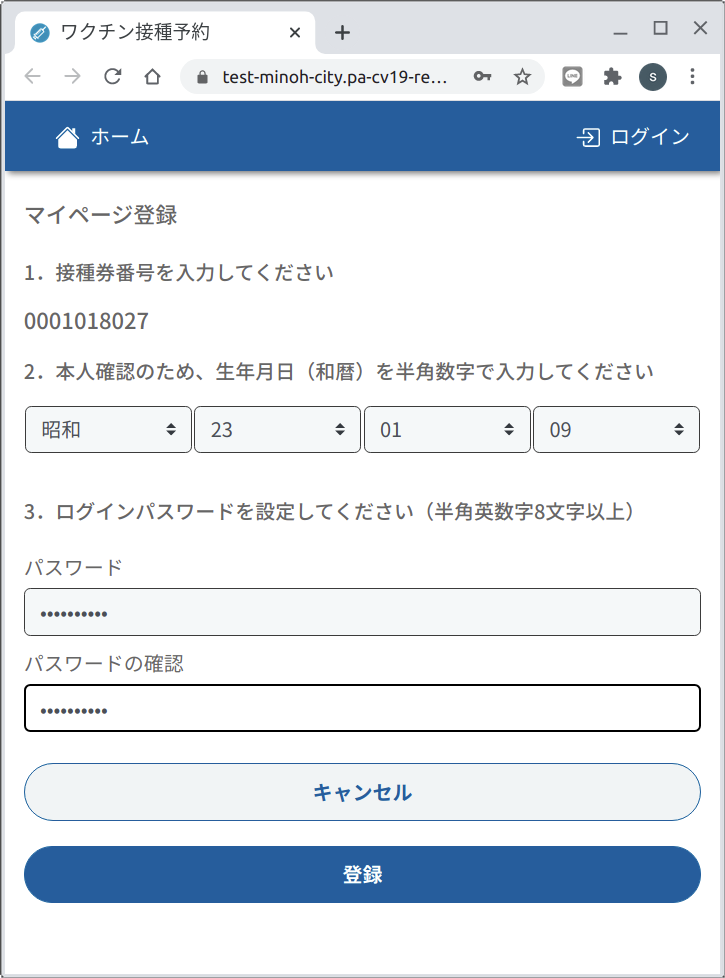 ワクチン接種予約
test-minoh-city.pa-cv19-re…
LINE
S
ホーム
ログイン
マイページ登録
1．接種券番号を入力してください
0001018027
2．本人確認のため、生年月日（和暦）を半角数字で入力してください
昭和 23 01 09
3．ログインパスワードを設定してください（半角英数字8文字以上）
パスワード
••••••••••
パスワードの確認
••••••••••
キャンセル
登録